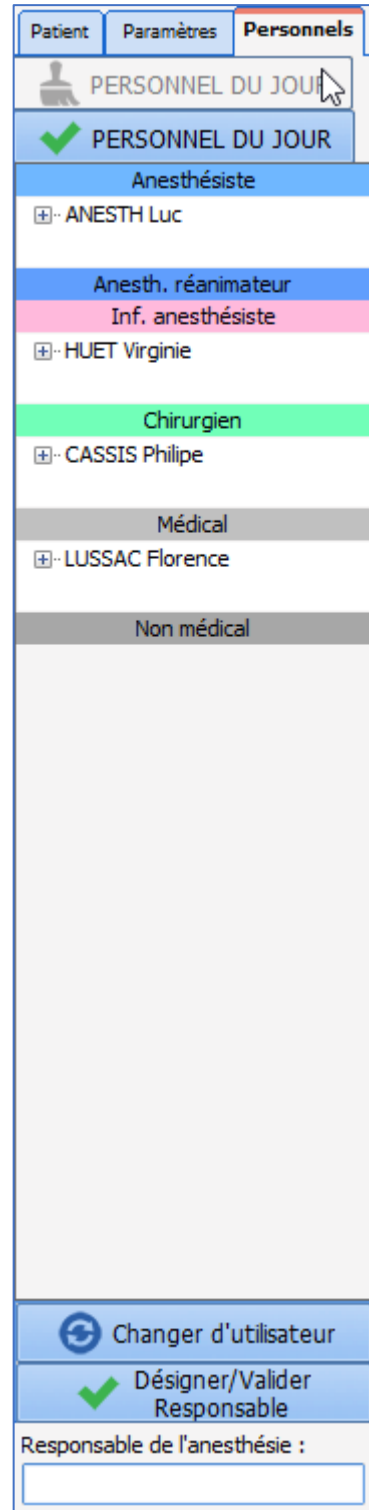 Patient Paramètres Personnels
PERSONNEL DU JOUR
PERSONNEL DU JOUR
Anesthésiste
ANESTH Luc
Anesth. réanimateur
Inf. anesthésiste
HUET Virginie
Chirurgien
CASSIS Philipe
Médical
LUSSAC Florence
Non médical
Changer d'utilisateur
Désigner/Valider
Responsable
Responsable de l'anesthésie :